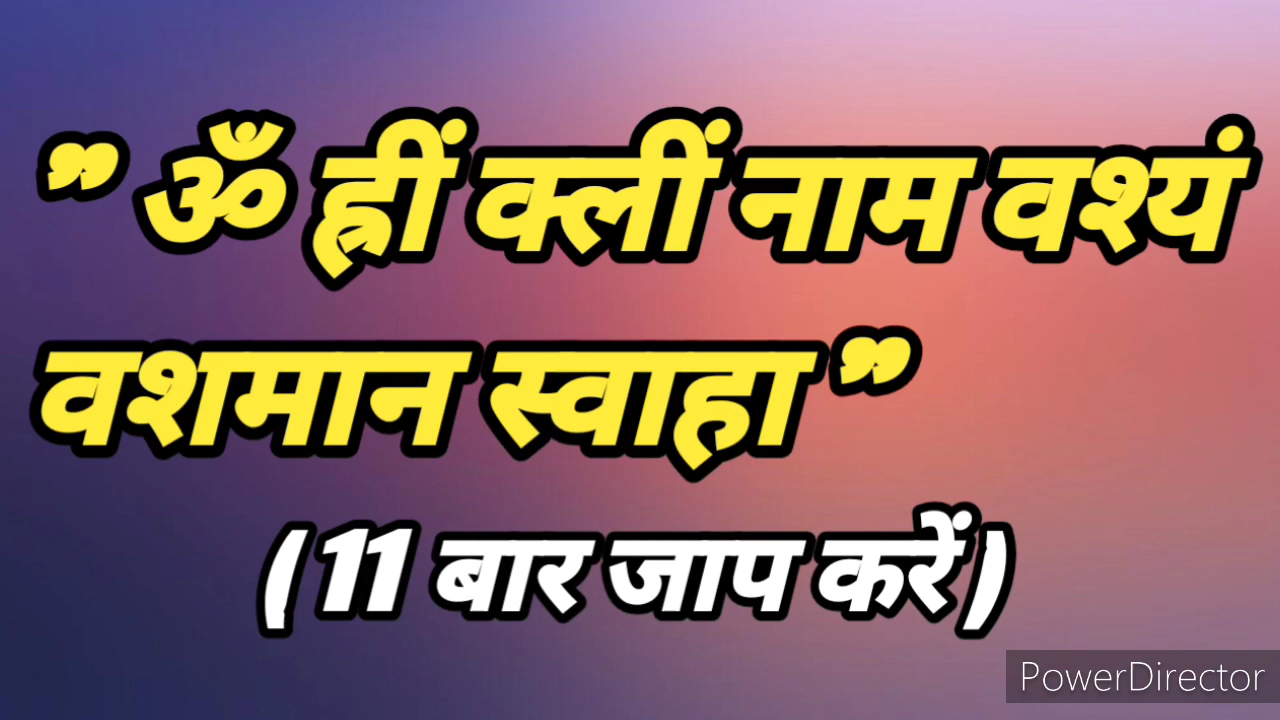 ” ॐ ह्रीं क्लीं नाम वश्यं
वशमान स्वाहा ”
( 11 बार जाप करें )
PowerDirector